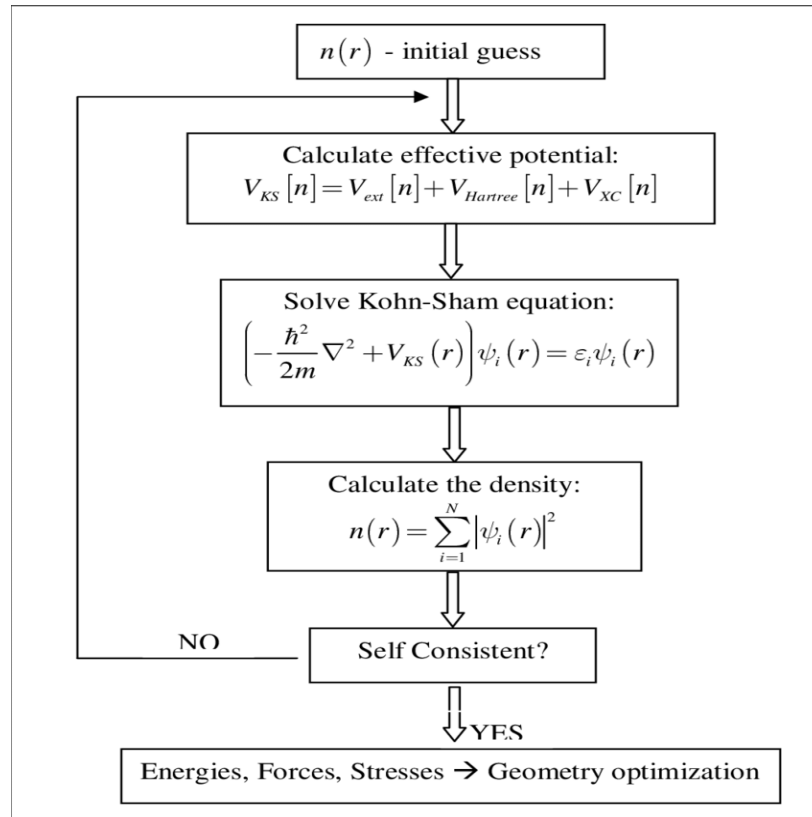 n(r) - initial guess
Calculate effective potential:
V_KS [n] = V_ext [n] + V_Hartree [n] + V_XC [n]
Solve Kohn-Sham equation:
(-ℏ²/2m ∇² + V_KS (r)) ψ_i (r) = ε_i ψ_i (r)
Calculate the density:
n(r) = ∑_{i=1}^{N} |ψ_i (r)|²
NO
Self Consistent?
YES
Energies, Forces, Stresses → Geometry optimization